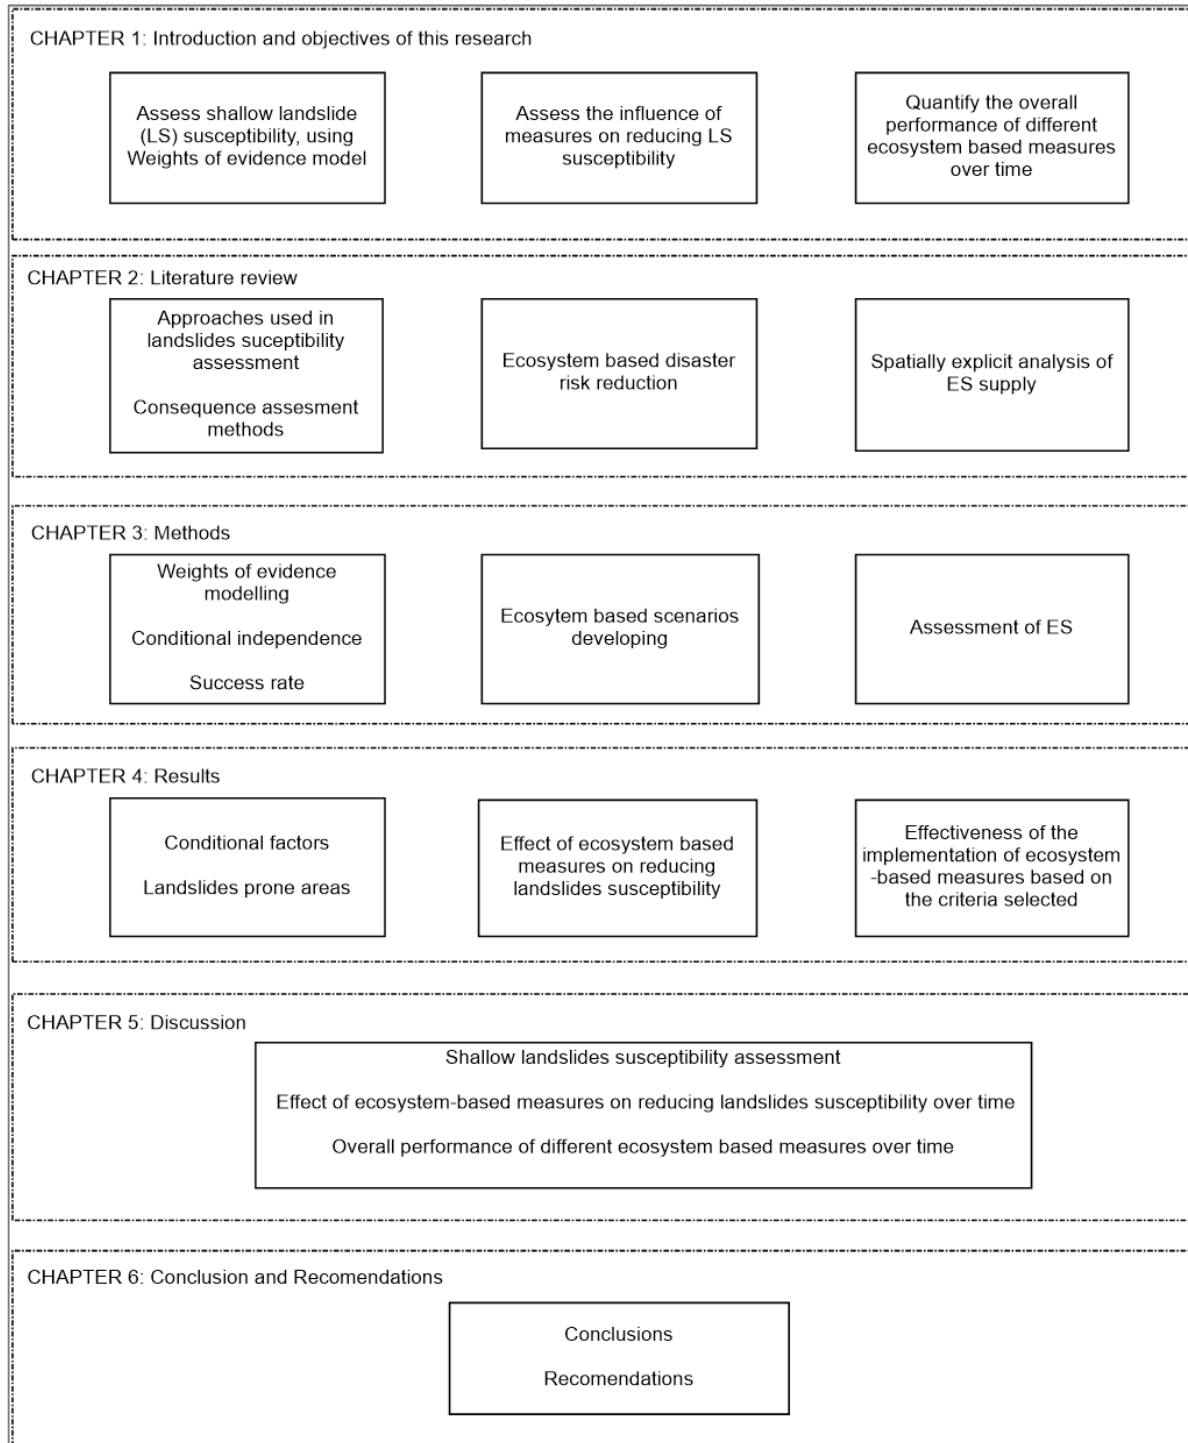 CHAPTER 1: Introduction and objectives of this research
Assess shallow landslide
(LS) susceptibility, using
Weights of evidence model
Assess the influence of
measures on reducing LS
susceptibility
Quantify the overall
performance of different
ecosystem based measures
over time
CHAPTER 2: Literature review
Approaches used in
landslides suceptibility
assessment
Consequence assesment
methods
Ecosystem based disaster
risk reduction
Spatially explicit analysis of
ES supply
CHAPTER 3: Methods
Weights of evidence
modelling
Conditional independence
Success rate
Ecosytem based scenarios
developing
Assessment of ES
CHAPTER 4: Results
Conditional factors
Landslides prone areas
Effect of ecosystem based
measures on reducing
landslides susceptibility
Effectiveness of the
implementation of ecosystem
-based measures based on
the criteria selected
CHAPTER 5: Discussion
Shallow landslides susceptibility assessment
Effect of ecosystem-based measures on reducing landslides susceptibility over time
Overall performance of different ecosystem based measures over time
CHAPTER 6: Conclusion and Recomendations
Conclusions
Recomendations